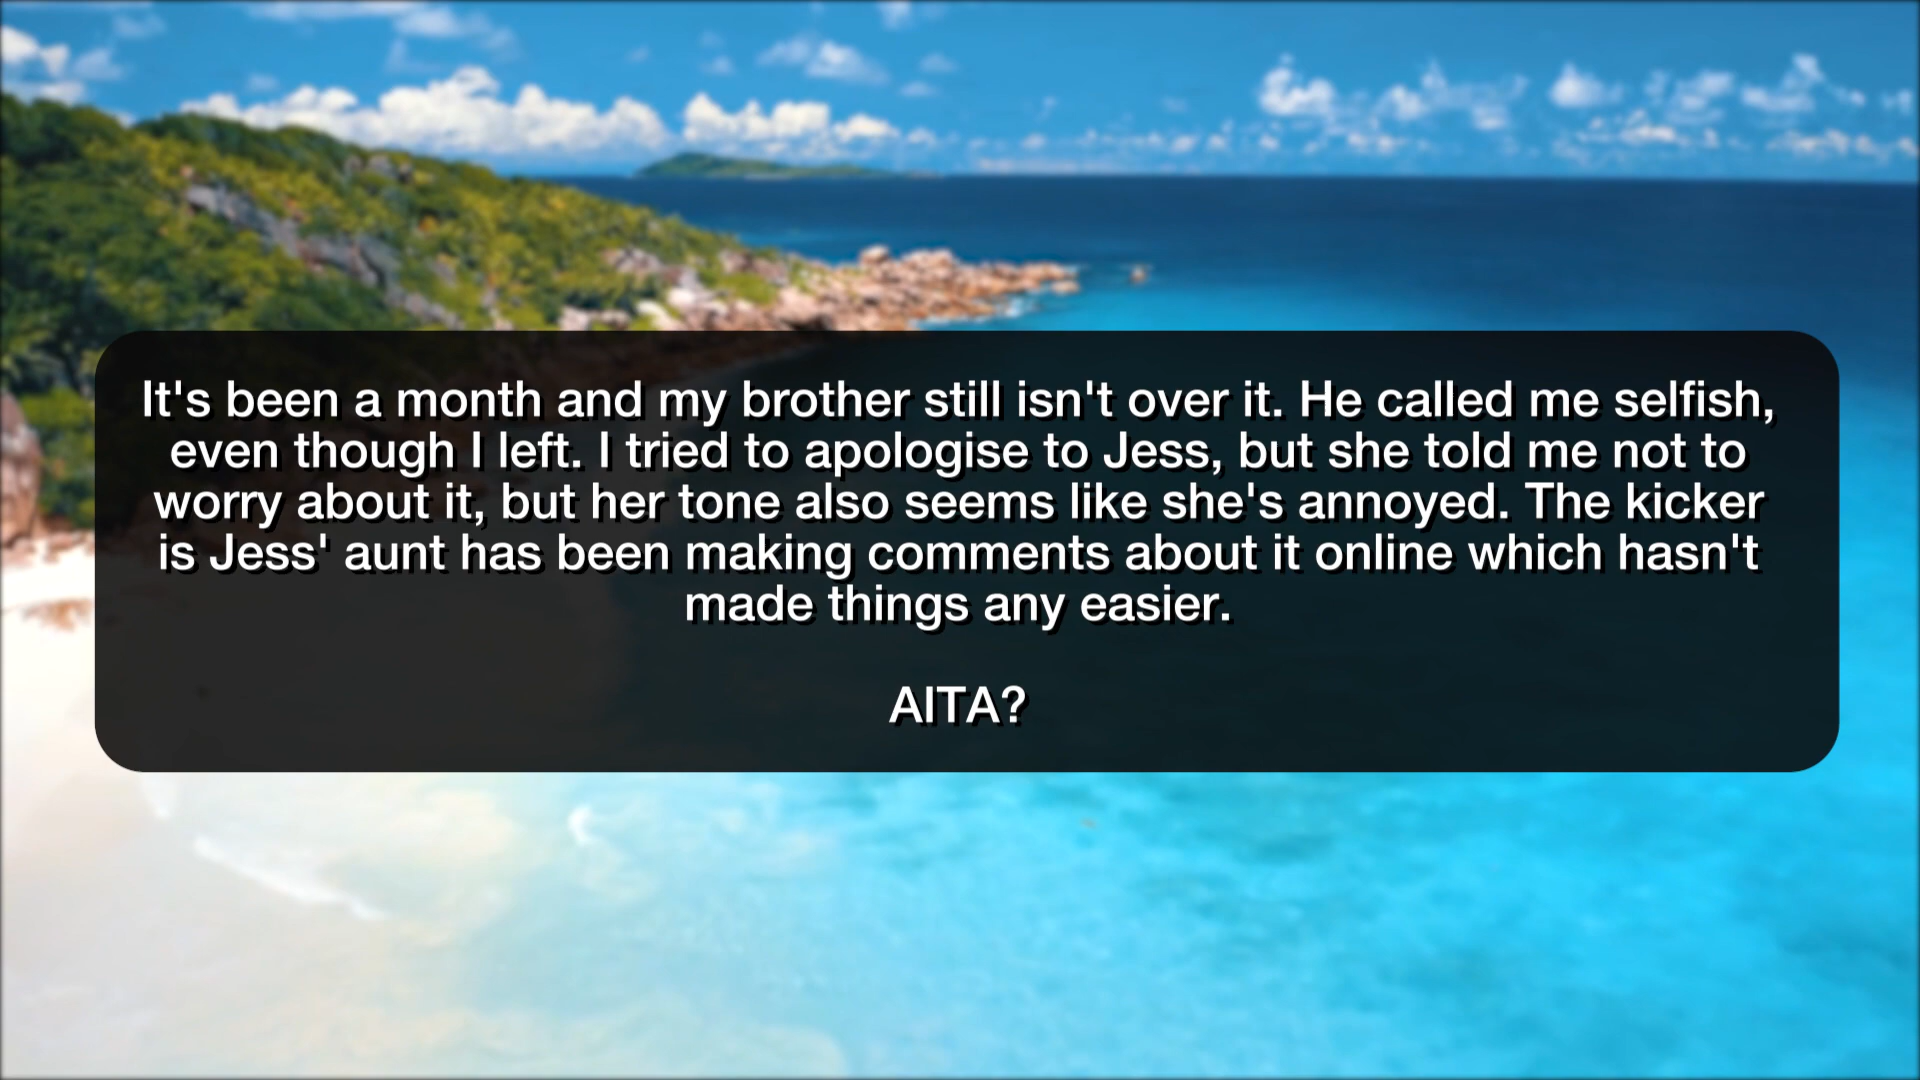 It's been a month and my brother still isn't over it. He called me selfish,
even though I left. I tried to apologise to Jess, but she told me not to
worry about it, but her tone also seems like she's annoyed. The kicker
is Jess' aunt has been making comments about it online which hasn't
made things any easier.
AITA?